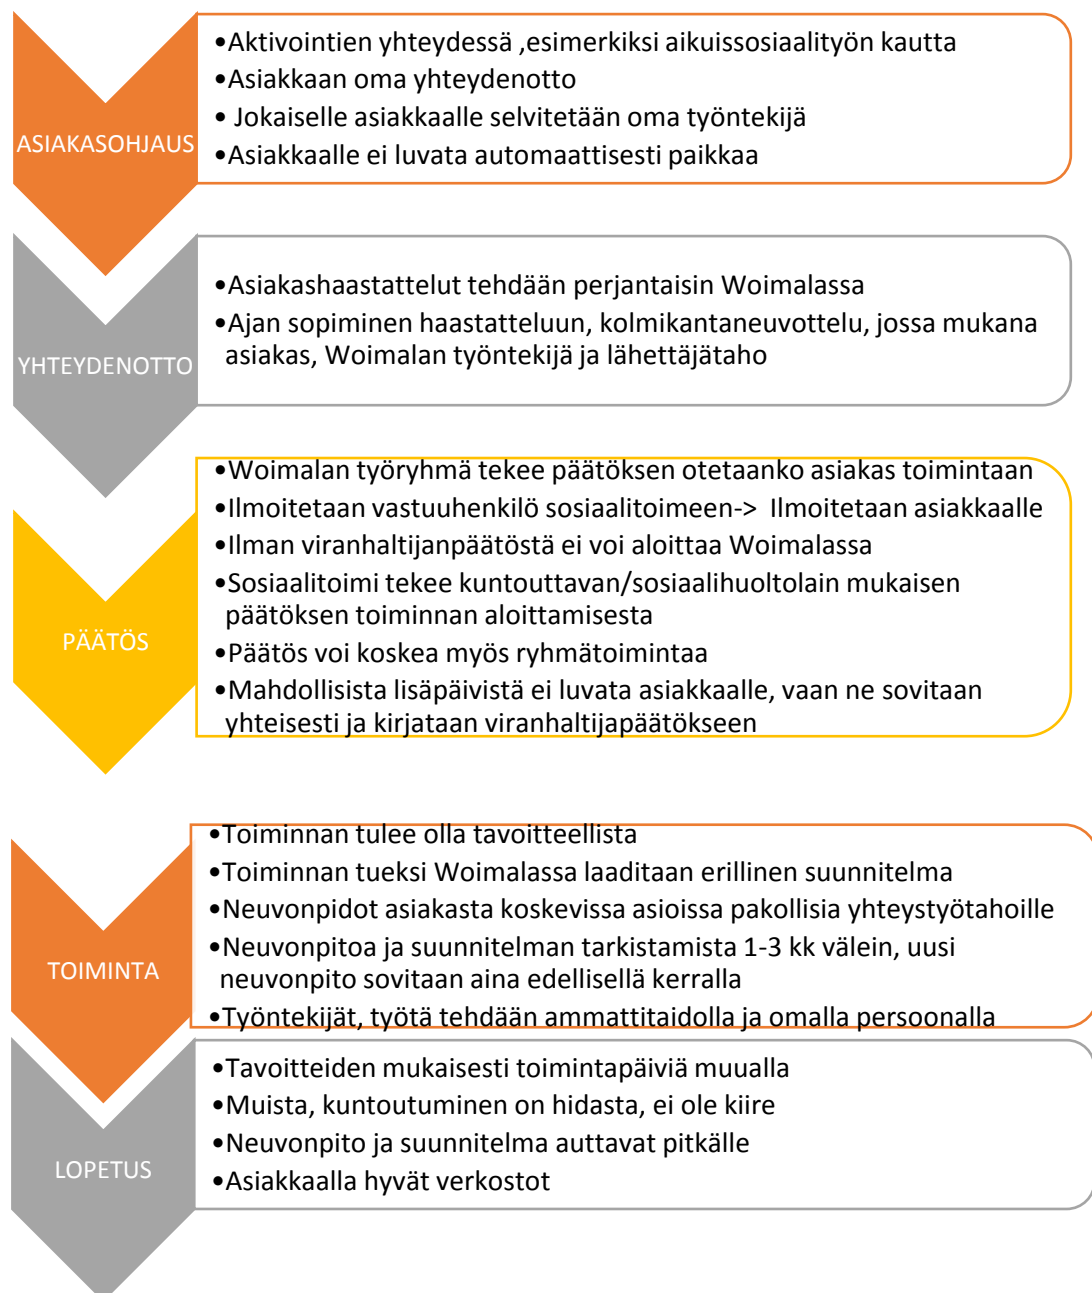 ASIAKASOHJAUS
•Aktivointien yhteydessä ,esimerkiksi aikuissosiaalityön kautta
•Asiakkaan oma yhteydenotto
• Jokaiselle asiakkaalle selvitetään oma työntekijä
•Asiakkaalle ei luvata automaattisesti paikkaa
YHTEYDENOTTO
•Asiakashaastattelut tehdään perjantaisin Woimalassa
•Ajan sopiminen haastatteluun, kolmikantaneuvottelu, jossa mukana
asiakas, Woimalan työntekijä ja lähettäjätaho
PÄÄTÖS
•Woimalan työryhmä tekee päätöksen otetaanko asiakas toimintaan
•Ilmoitetaan vastuuhenkilö sosiaalitoimeen-> Ilmoitetaan asiakkaalle
•Ilman viranhaltijanpäätöstä ei voi aloittaa Woimalassa
•Sosiaalitoimi tekee kuntouttavan/sosiaalihuoltolain mukaisen
päätöksen toiminnan aloittamisesta
•Päätös voi koskea myös ryhmätoimintaa
•Mahdollisista lisäpäivistä ei luvata asiakkaalle, vaan ne sovitaan
yhteisesti ja kirjataan viranhaltijapäätökseen
TOIMINTA
•Toiminnan tulee olla tavoitteellista
•Toiminnan tueksi Woimalassa laaditaan erillinen suunnitelma
•Neuvonpidot asiakasta koskevissa asioissa pakollisia yhteystyötahoille
•Neuvonpitoa ja suunnitelman tarkistamista 1-3 kk välein, uusi
neuvonpito sovitaan aina edellisellä kerralla
•Työntekijät, työtä tehdään ammattitaidolla ja omalla persoonalla
LOPETUS
•Tavoitteiden mukaisesti toimintapäiviä muualla
•Muista, kuntoutuminen on hidasta, ei ole kiire
•Neuvonpito ja suunnitelma auttavat pitkälle
•Asiakkaalla hyvät verkostot